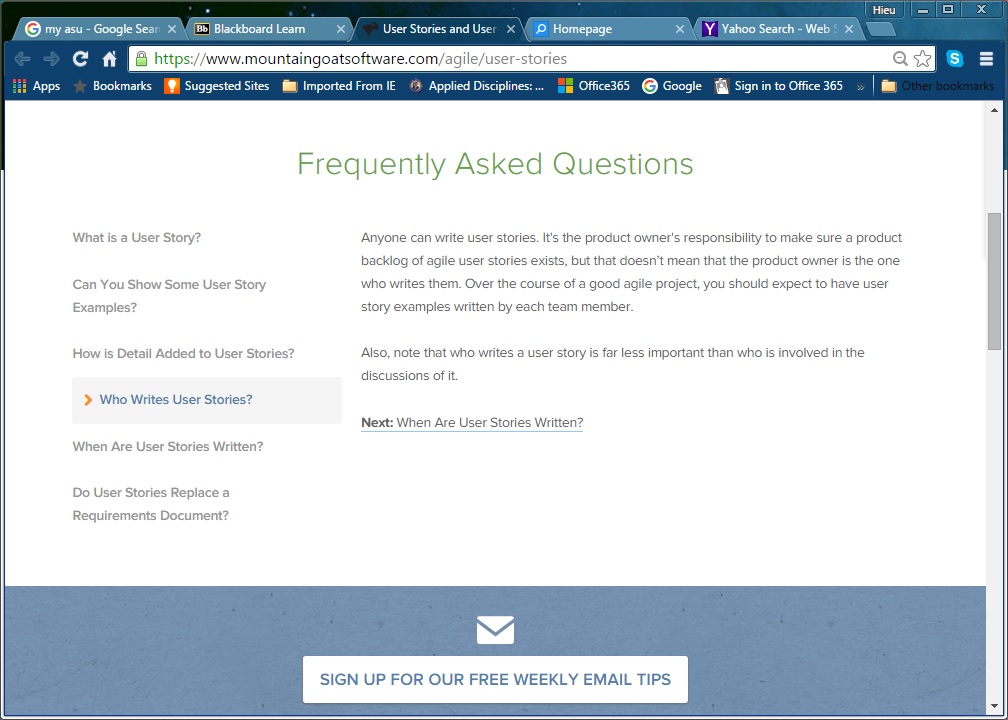 Hieu
my asu - Google Sear
Blackboard Learn
User Stories and User
Homepage
Yahoo Search - Web S
https://www.mountaingoatsoftware.com/agile/user-stories
Apps
Bookmarks
Suggested Sites
Imported From IE
Applied Disciplines: ...
Office365
Google
Sign in to Office 365
»
Other bookmarks
Frequently Asked Questions
What is a User Story?
Can You Show Some User Story
Examples?
How is Detail Added to User Stories?
Who Writes User Stories?
When Are User Stories Written?
Do User Stories Replace a
Requirements Document?
Anyone can write user stories. It's the product owner's responsibility to make sure a product
backlog of agile user stories exists, but that doesn't mean that the product owner is the one
who writes them. Over the course of a good agile project, you should expect to have user
story examples written by each team member.
Also, note that who writes a user story is far less important than who is involved in the
discussions of it.
Next: When Are User Stories Written?
SIGN UP FOR OUR FREE WEEKLY EMAIL TIPS